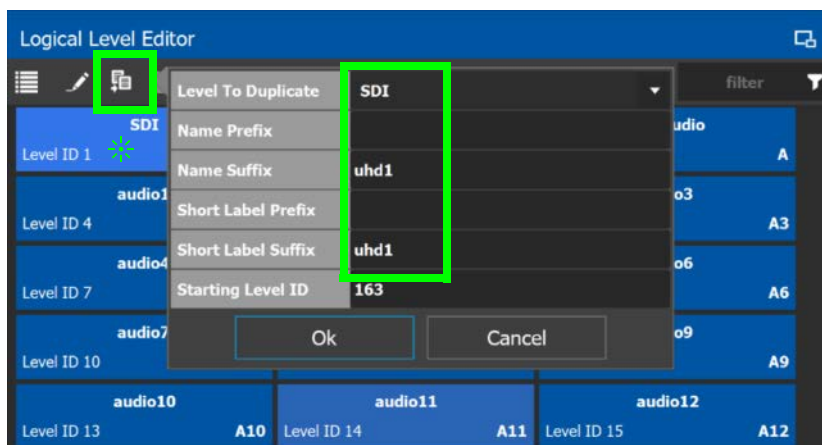 Logical Level Editor
filter
Level To Duplicate SDI
Name Prefix
Name Suffix uhd1
Short Label Prefix
Short Label Suffix uhd1
Starting Level ID 163
Ok Cancel
SDI
Level ID 1
udio
A
audio1
Level ID 4
o3
A3
audio4
Level ID 7
o6
A6
audio7
Level ID 10
o9
A9
audio10
Level ID 13 A10
audio11
Level ID 14 A11
audio12
Level ID 15 A12